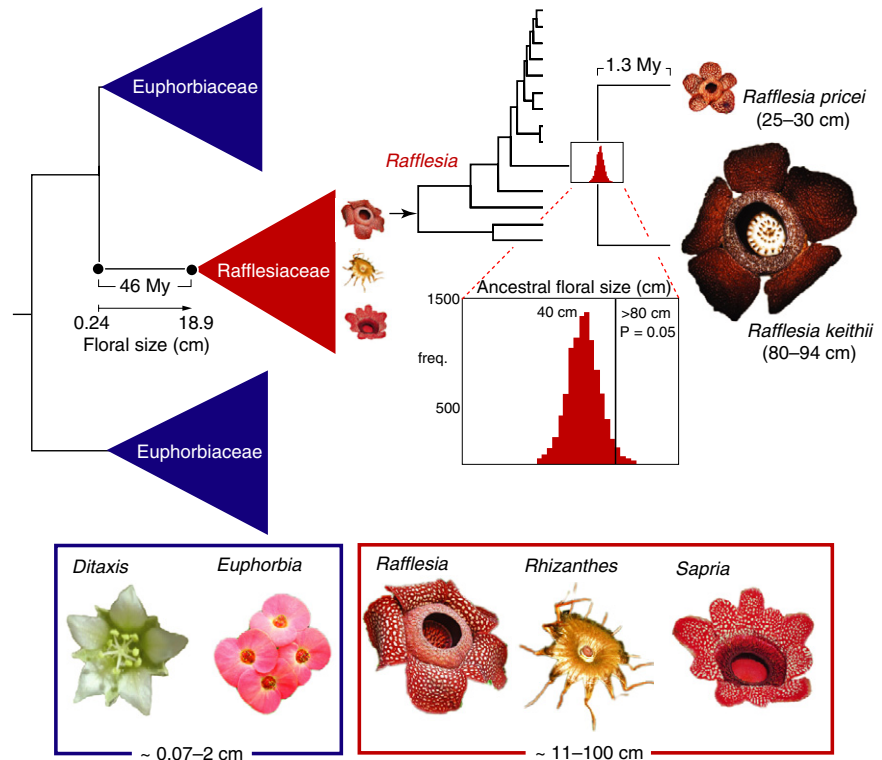 Euphorbiaceae
Rafflesiaceae
46 My
0.24 18.9
Floral size (cm)
Euphorbiaceae
Rafflesia
1.3 My
Rafflesia pricei
(25–30 cm)
Rafflesia keithii
(80–94 cm)
Ancestral floral size (cm)
1500
40 cm
>80 cm
P = 0.05
freq.
500
Ditaxis
Euphorbia
~ 0.07–2 cm
Rafflesia
Rhizanthes
Sapria
~ 11–100 cm